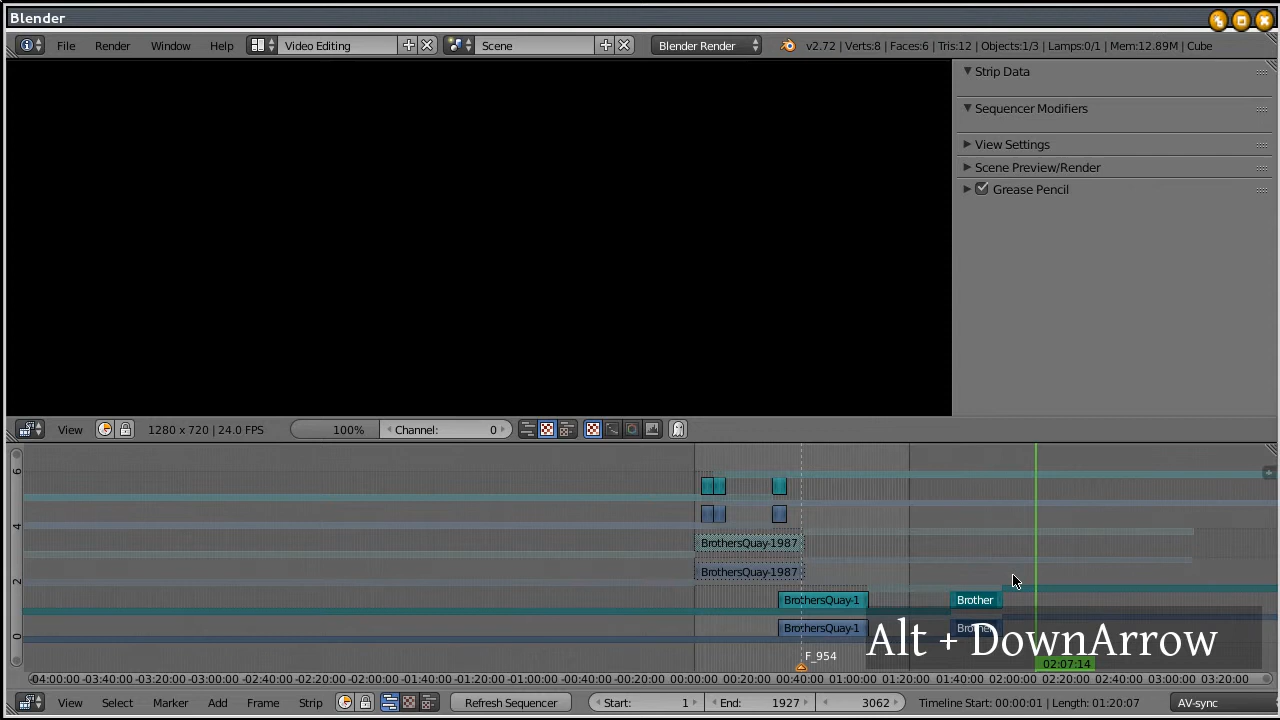 Blender
File Render Window Help Video Editing Scene Blender Render v2.72 | Verts:8 | Faces:6 | Tris:12 | Objects:1/3 | Lamps:0/1 | Mem:12.89M | Cube
Strip Data
Sequencer Modifiers
View Settings
Scene Preview/Render
Grease Pencil
View 1280 x 720 | 24.0 FPS 100% Channel: 0
6
4
BrothersQuay-1987
BrothersQuay-1987
2
BrothersQuay-1 Brother
0 BrothersQuay-1 Brother
Alt + DownArrow
F_954
02:07:14
-04:00:00 -03:40:00 -03:20:00 -03:00:00 -02:40:00 -02:20:00 -02:00:00 -01:40:00 -01:20:00 -01:00:00 -00:40:00 -00:20:00 00:00:00 00:20:00 00:40:00 01:00:00 01:20:00 01:40:00 02:00:00 02:20:00 02:40:00 03:00:00 03:20:00
View Select Marker Add Frame Strip Refresh Sequencer Start: 1 End: 1927 3062 Timeline Start: 00:00:01 | Length: 01:20:07 AV-sync